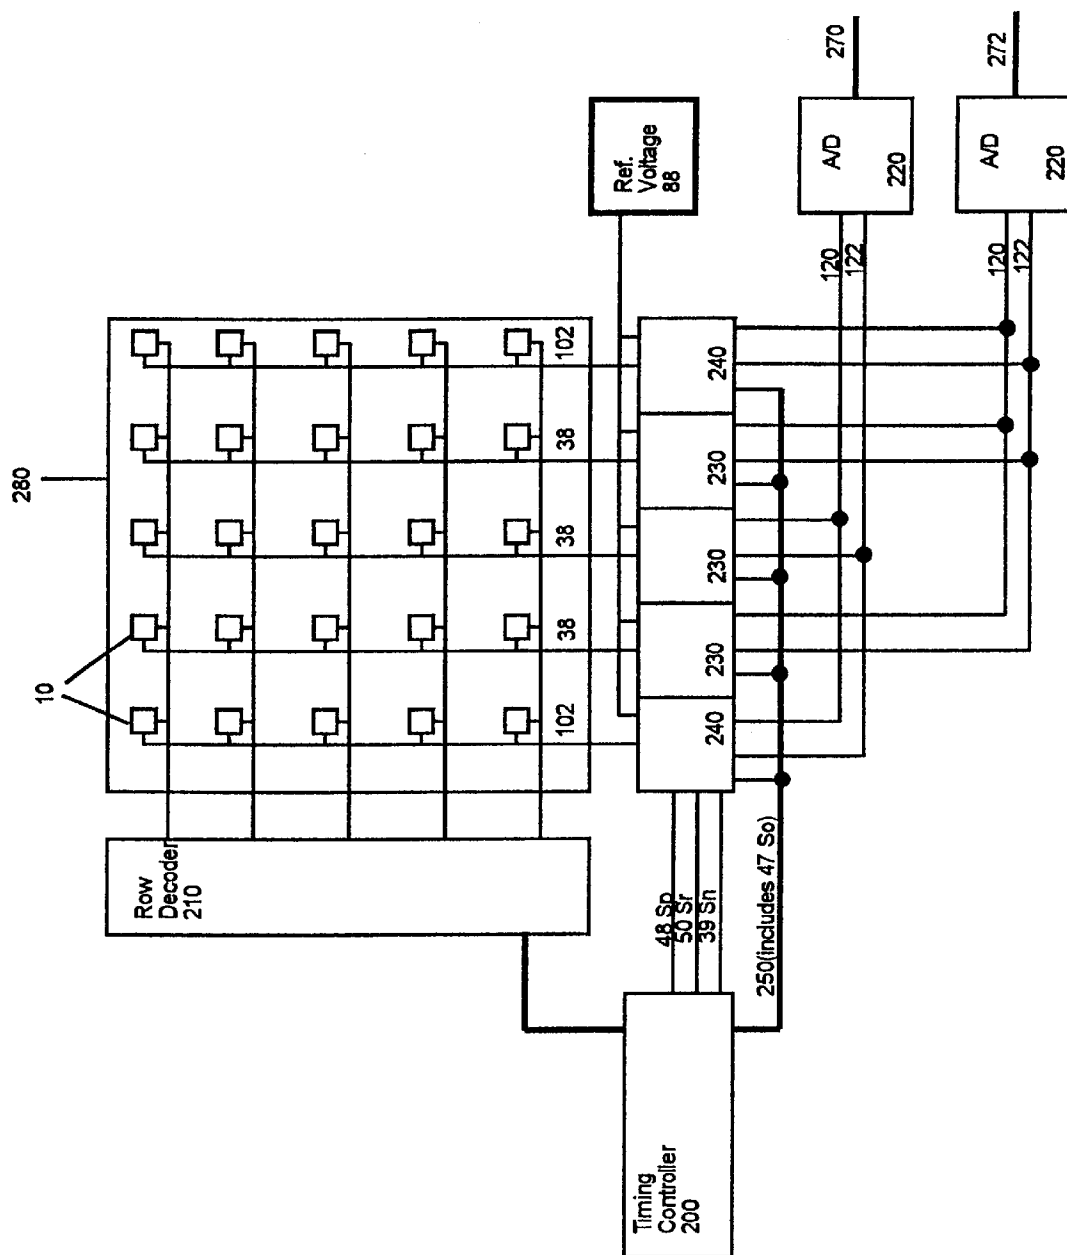 280
10
Row
Decoder
210
102
38
38
38
102
Ref.
Voltage
88
240
230
230
230
240
A/D
220
270
A/D
220
272
120
122
120
122
48 Sp
50 Sr
39 Sn
250(includes 47 So)
Timing
Controller
200